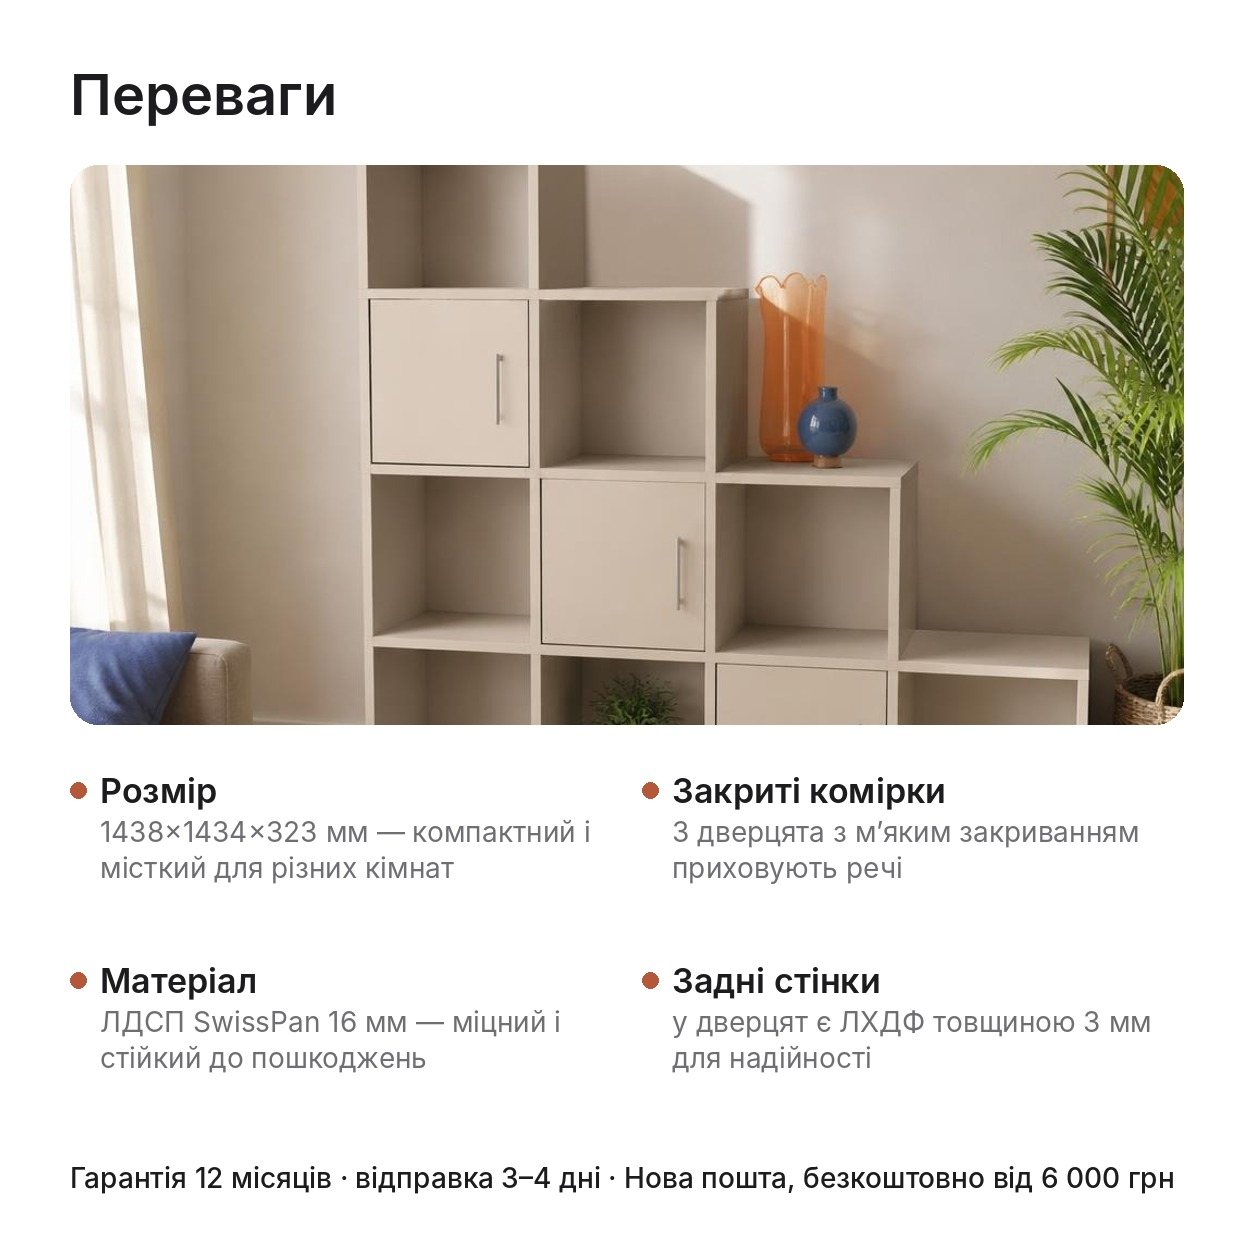 Переваги
Розмір
1438×1434×323 мм — компактний і
місткий для різних кімнат
Закриті комірки
3 дверцята з м’яким закриванням
приховують речі
Матеріал
ЛДСП SwissPan 16 мм — міцний і
стійкий до пошкоджень
Задні стінки
у дверцят є ЛХДФ товщиною 3 мм
для надійності
Гарантія 12 місяців · відправка 3–4 дні · Нова пошта, безкоштовно від 6 000 грн